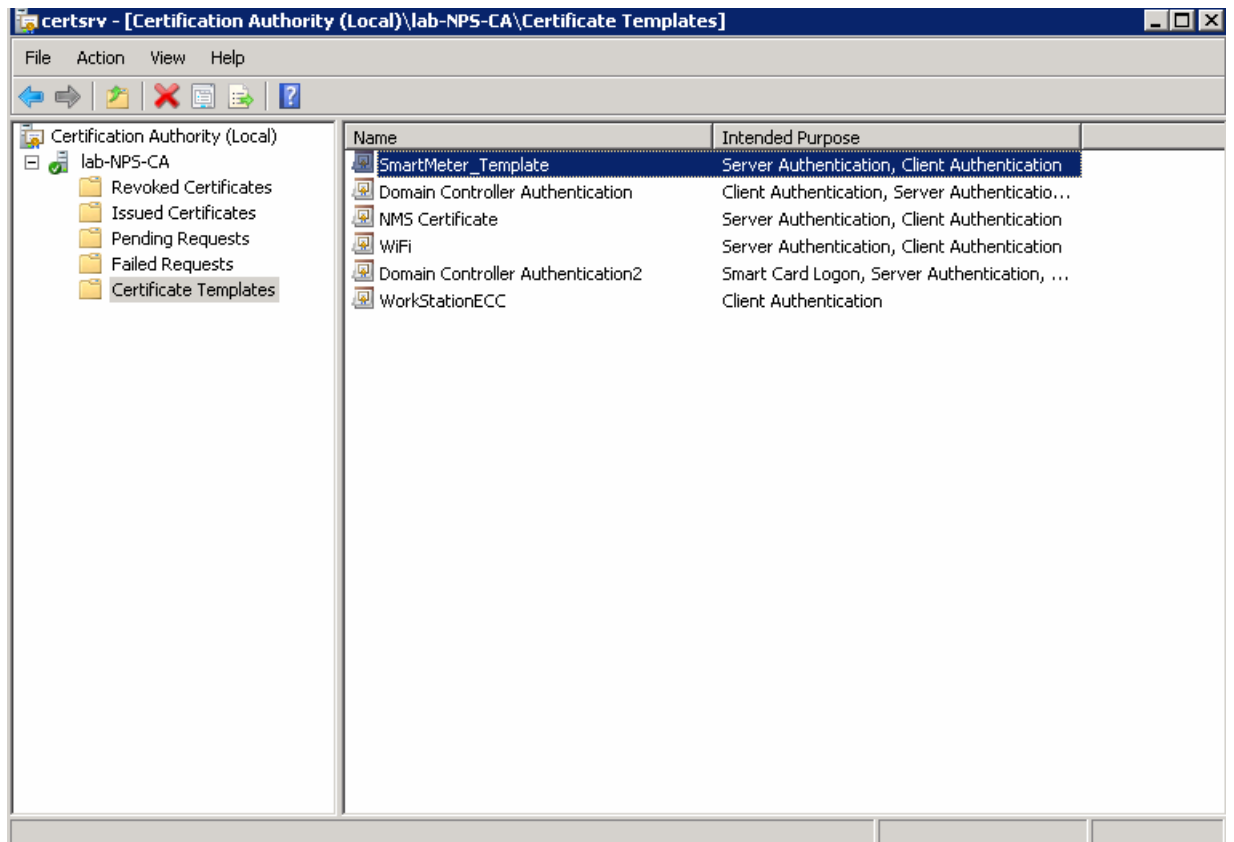 certsrv - [Certification Authority (Local)\lab-NPS-CA\Certificate Templates]
File Action View Help
Certification Authority (Local)
lab-NPS-CA
Revoked Certificates
Issued Certificates
Pending Requests
Failed Requests
Certificate Templates
Name Intended Purpose
SmartMeter_Template Server Authentication, Client Authentication
Domain Controller Authentication Client Authentication, Server Authenticatio...
NMS Certificate Server Authentication, Client Authentication
WiFi Server Authentication, Client Authentication
Domain Controller Authentication2 Smart Card Logon, Server Authentication, ...
WorkStationECC Client Authentication